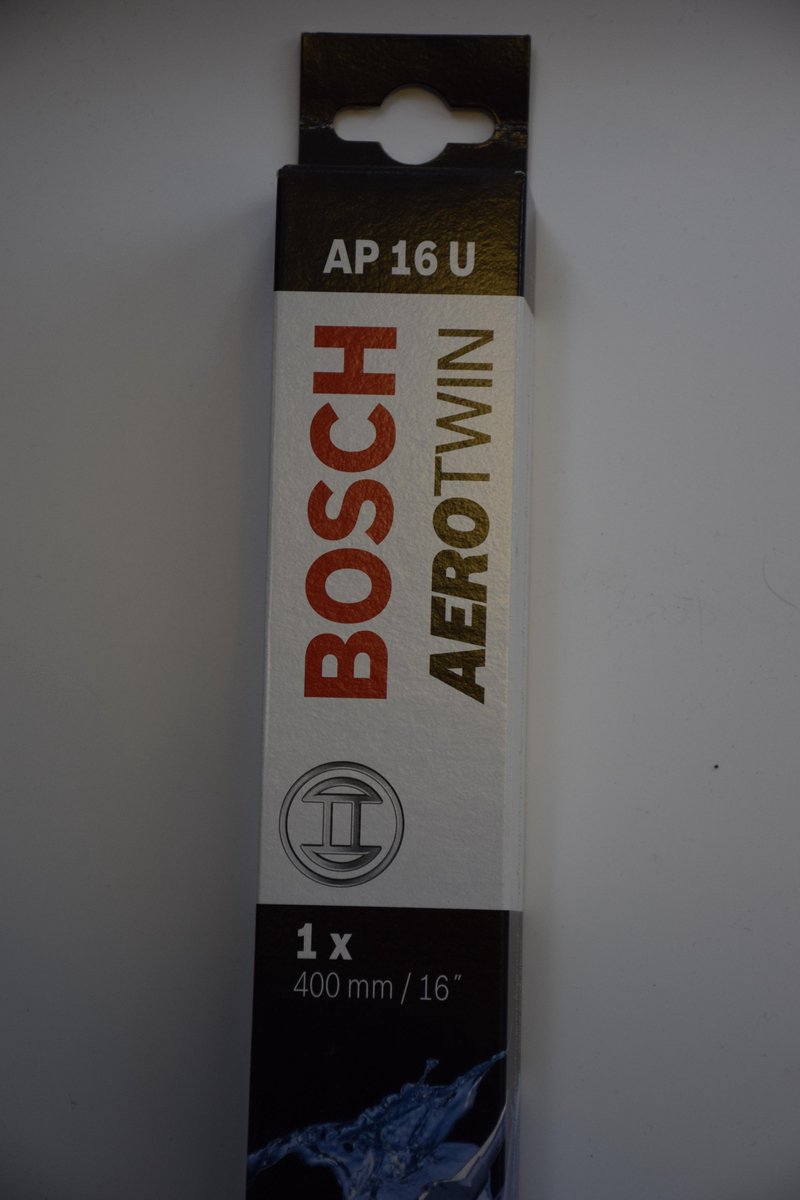 AP 16 U
BOSCH
AEROTWIN
1 x
400 mm / 16"